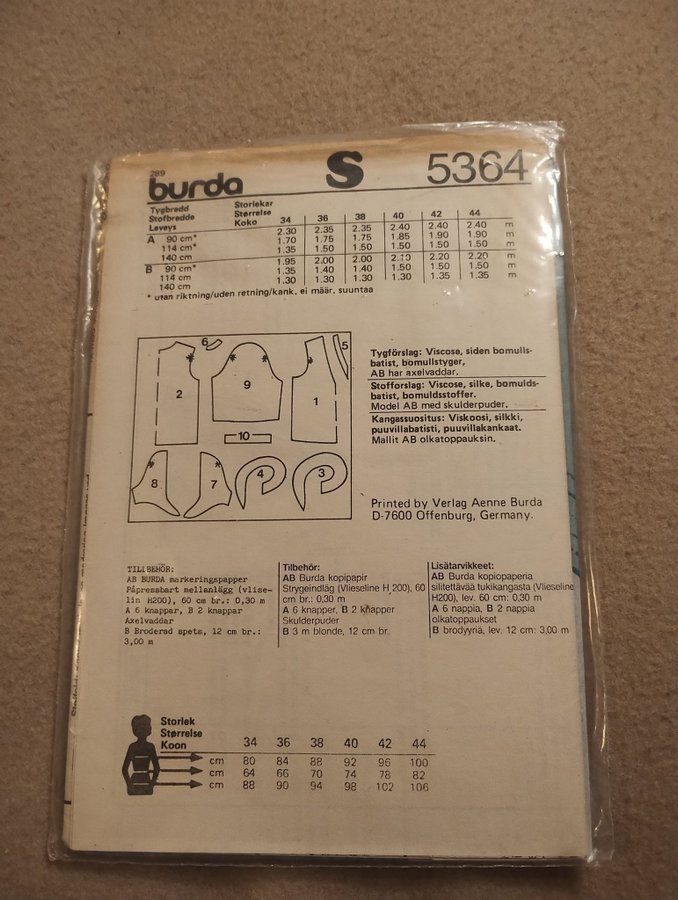 289
burda S 5364
Tygbredd Storlekar
Stofbredde Størrelse
Leveys Koko 34 36 38 40 42 44
A 90 cm* 2.30 2.35 2.35 2.40 2.40 2.40 m
114 cm* 1.70 1.75 1.75 1.85 1.90 1.90 m
140 cm 1.35 1.50 1.50 1.50 1.50 1.50 m
B 90 cm* 1.95 2.00 2.00 2.10 2.20 2.20 m
114 cm 1.35 1.40 1.40 1.50 1.50 1.50 m
140 cm 1.30 1.30 1.30 1.30 1.35 1.35 m
* utan riktning/uden retning/kank. ei määr. suuntaa
6 5
2 9 1
10
8 7 4 3
Tygförslag: Viscose, siden bomulls-
batist, bomullstyger,
AB har axelvaddar.
Stofforslag: Viscose, silke, bomulds-
batist, bomuldsstoffer.
Model AB med skulderpuder.
Kangassuositus: Viskoosi, silkki,
puuvillabatisti, puuvillakankaat.
Mallit AB olkatoppauksin.
Printed by Verlag Aenne Burda
D-7600 Offenburg, Germany.
TILLBEHÖR:
AB BURDA markeringspapper
Påpressbart mellanlägg (vlise-
lin H200), 60 cm br.: 0,30 m
A 6 knappar, B 2 knappar
Axelvaddar
B Broderad spets, 12 cm br.:
3,00 m
Tilbehør:
AB Burda kopipapir
Strygeindlæg (Vlieseline H 200), 60
cm br.: 0,30 m
A 6 knapper, B 2 knapper
Skulderpuder
B 3 m blonde, 12 cm br.
Lisätarvikkeet:
AB Burda kopiopaperia
silitettävää tukikangasta (Vlieseline
H200), lev. 60 cm: 0,30 m
A 6 nappia, B 2 nappia
olkatoppaukset
B brodyyriä, lev. 12 cm: 3,00 m
Storlek
Størrelse
Koon 34 36 38 40 42 44
cm 80 84 88 92 96 100
cm 64 66 70 74 78 82
cm 88 90 94 98 102 106